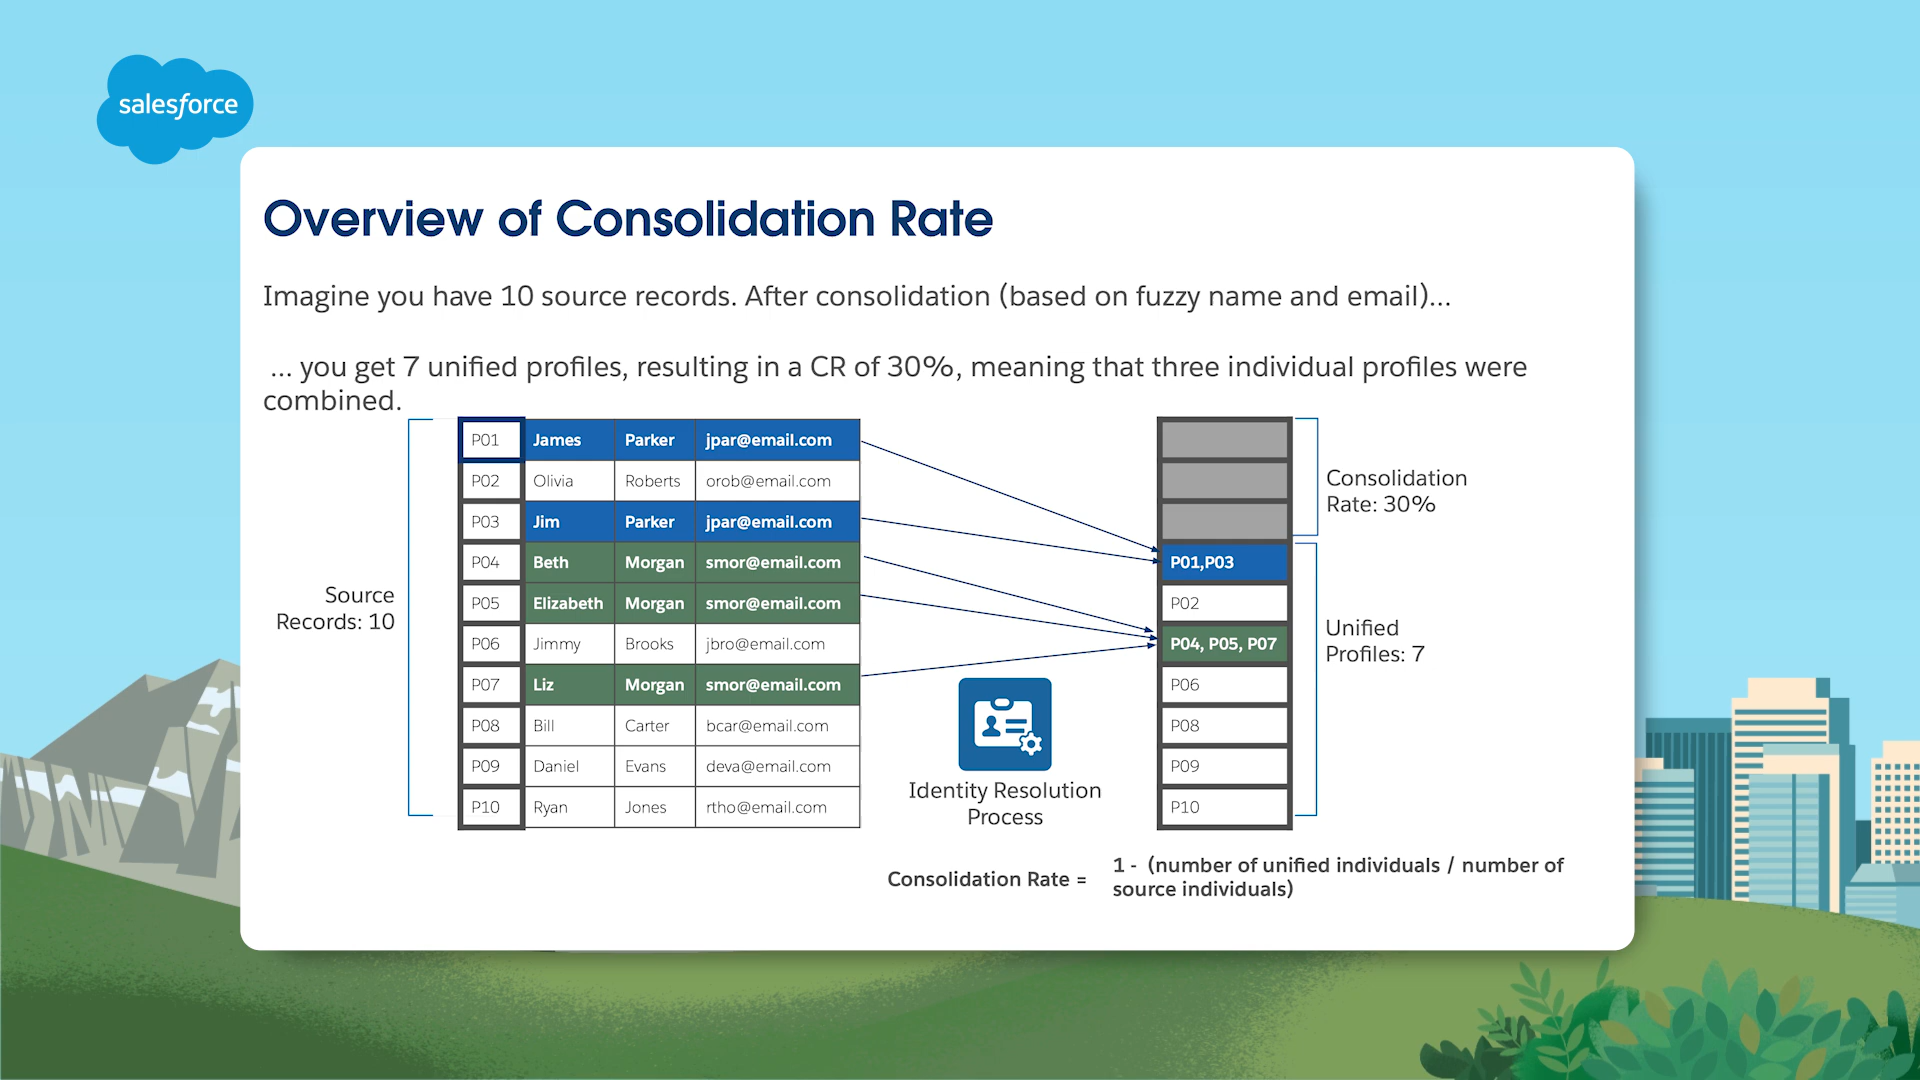 salesforce
Overview of Consolidation Rate
Imagine you have 10 source records. After consolidation (based on fuzzy name and email)...
... you get 7 unified profiles, resulting in a CR of 30%, meaning that three individual profiles were
combined.
Source
Records: 10
P01 James Parker jpar@email.com
P02 Olivia Roberts orob@email.com
P03 Jim Parker jpar@email.com
P04 Beth Morgan smor@email.com
P05 Elizabeth Morgan smor@email.com
P06 Jimmy Brooks jbro@email.com
P07 Liz Morgan smor@email.com
P08 Bill Carter bcar@email.com
P09 Daniel Evans deva@email.com
P10 Ryan Jones rtho@email.com
Identity Resolution
Process
P01,P03
P02
P04, P05, P07
P06
P08
P09
P10
Consolidation
Rate: 30%
Unified
Profiles: 7
Consolidation Rate =
1 - (number of unified individuals / number of
source individuals)